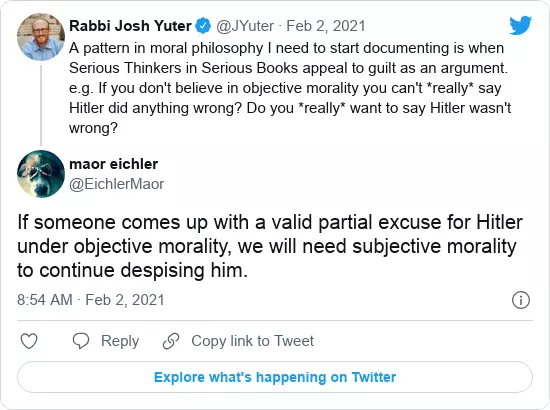 Rabbi Josh Yuter @JYuter · Feb 2, 2021
A pattern in moral philosophy I need to start documenting is when
Serious Thinkers in Serious Books appeal to guilt as an argument.
e.g. If you don't believe in objective morality you can't *really* say
Hitler did anything wrong? Do you *really* want to say Hitler wasn't
wrong?
maor eichler
@EichlerMaor
If someone comes up with a valid partial excuse for Hitler
under objective morality, we will need subjective morality
to continue despising him.
8:54 AM · Feb 2, 2021
Reply Copy link to Tweet
Explore what's happening on Twitter